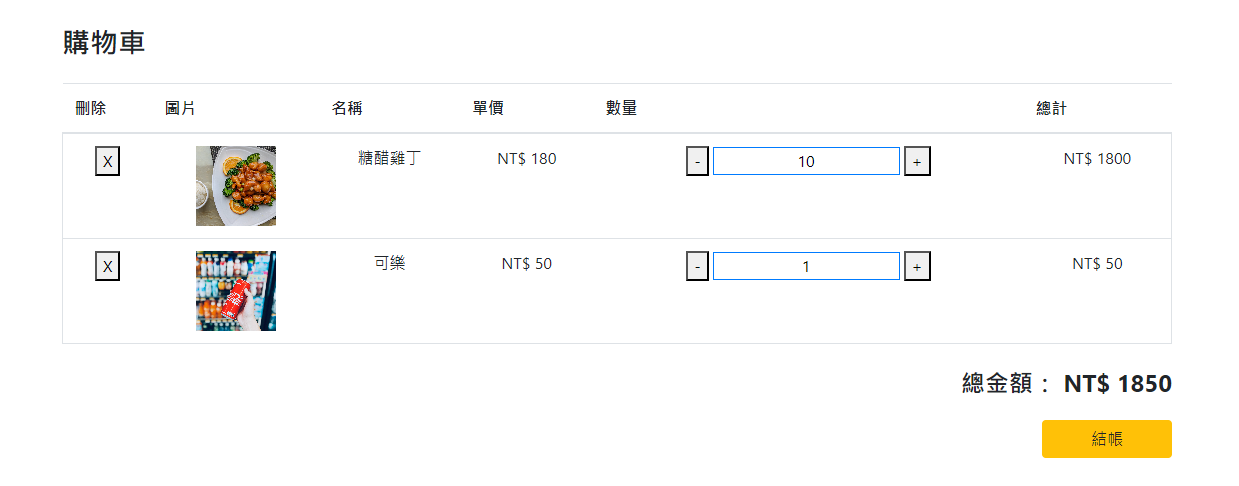 購物車
刪除 圖片 名稱 單價 數量 總計
X 糖醋雞丁 NT$ 180 - 10 + NT$ 1800
X 可樂 NT$ 50 - 1 + NT$ 50
總金額： NT$ 1850
結帳